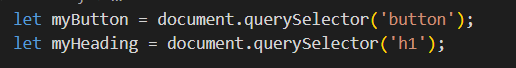 let myButton = document.querySelector('button');
let myHeading = document.querySelector('h1');